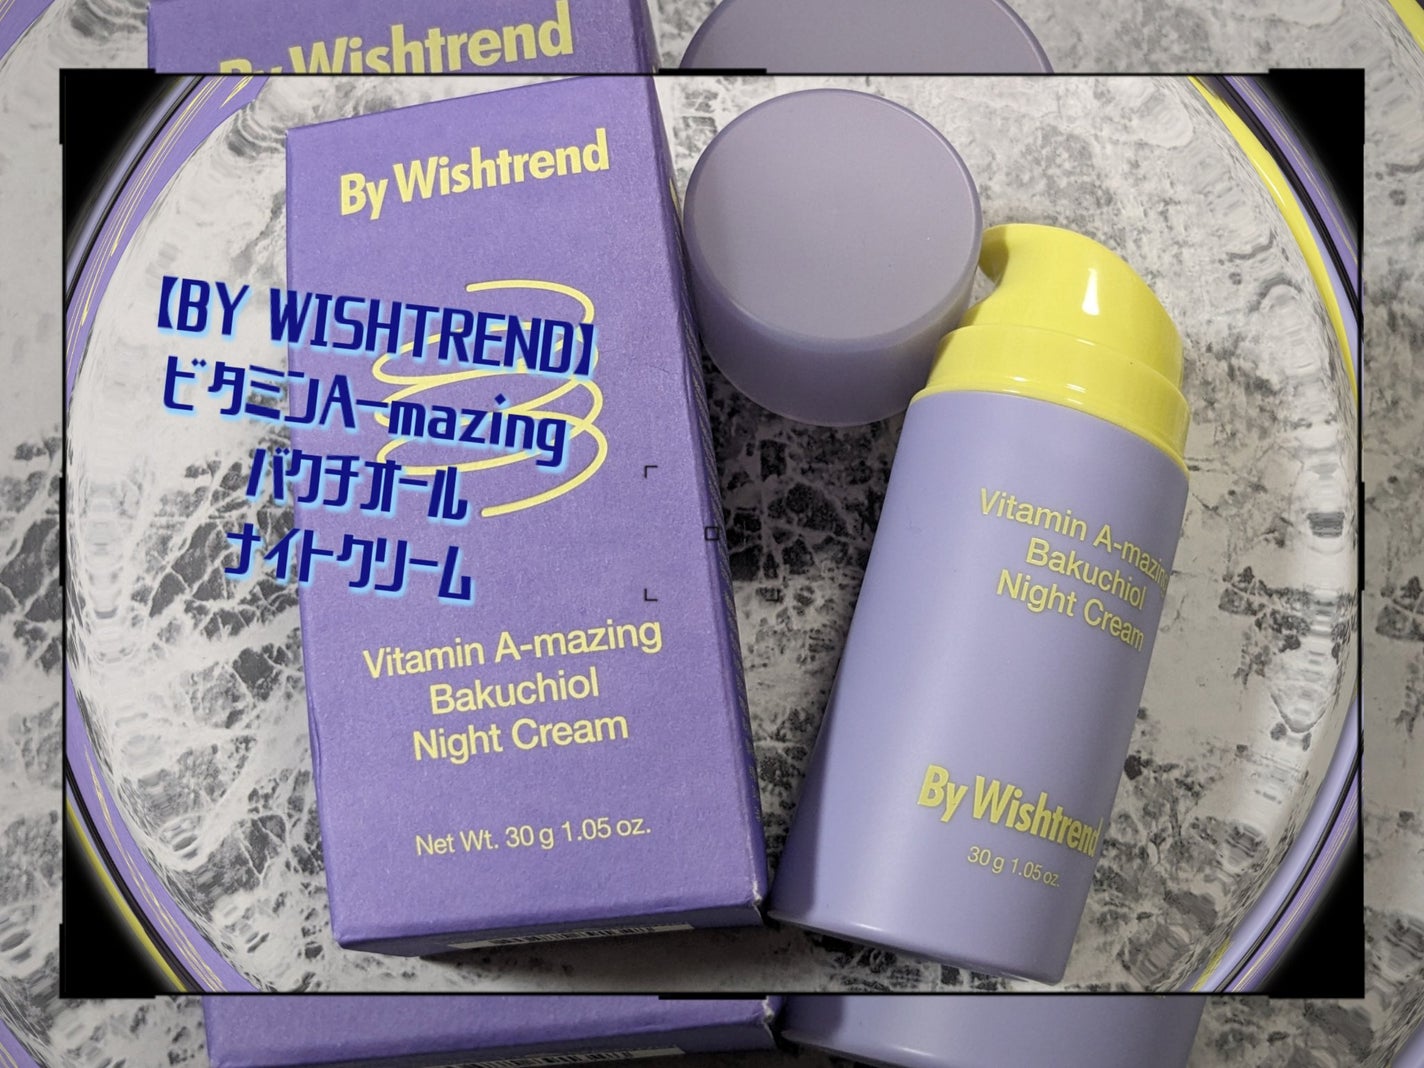 By Wishtrend
By Wishtrend
【BY WISHTREND】
ビタミンA-mazing
バクチオール
ナイトクリーム
Vitamin A-mazing
Bakuchiol
Night Cream
Net Wt. 30 g 1.05 oz.
Vitamin A-mazing
Bakuchiol
Night Cream
By Wishtrend
30 g 1.05 oz.